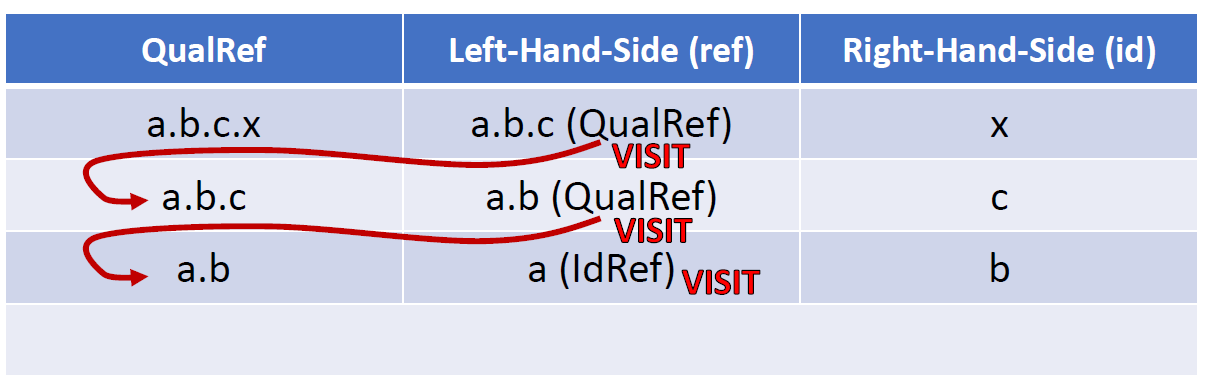 QualRef Left-Hand-Side (ref) Right-Hand-Side (id)
a.b.c.x a.b.c (QualRef) x
VISIT
a.b.c a.b (QualRef) c
VISIT
a.b a (IdRef) VISIT b